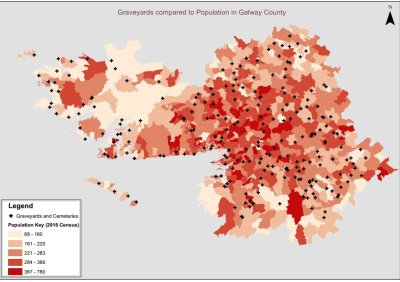 Graveyards compared to Population in Galway County
N
Legend
Graveyards and Cemeteries
Population Key (2016 Census)
68 - 160
161 - 220
221 - 283
284 - 366
367 - 780